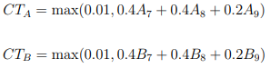 CT_A = max(0.01, 0.4A_7 + 0.4A_8 + 0.2A_9)
CT_B = max(0.01, 0.4B_7 + 0.4B_8 + 0.2B_9)